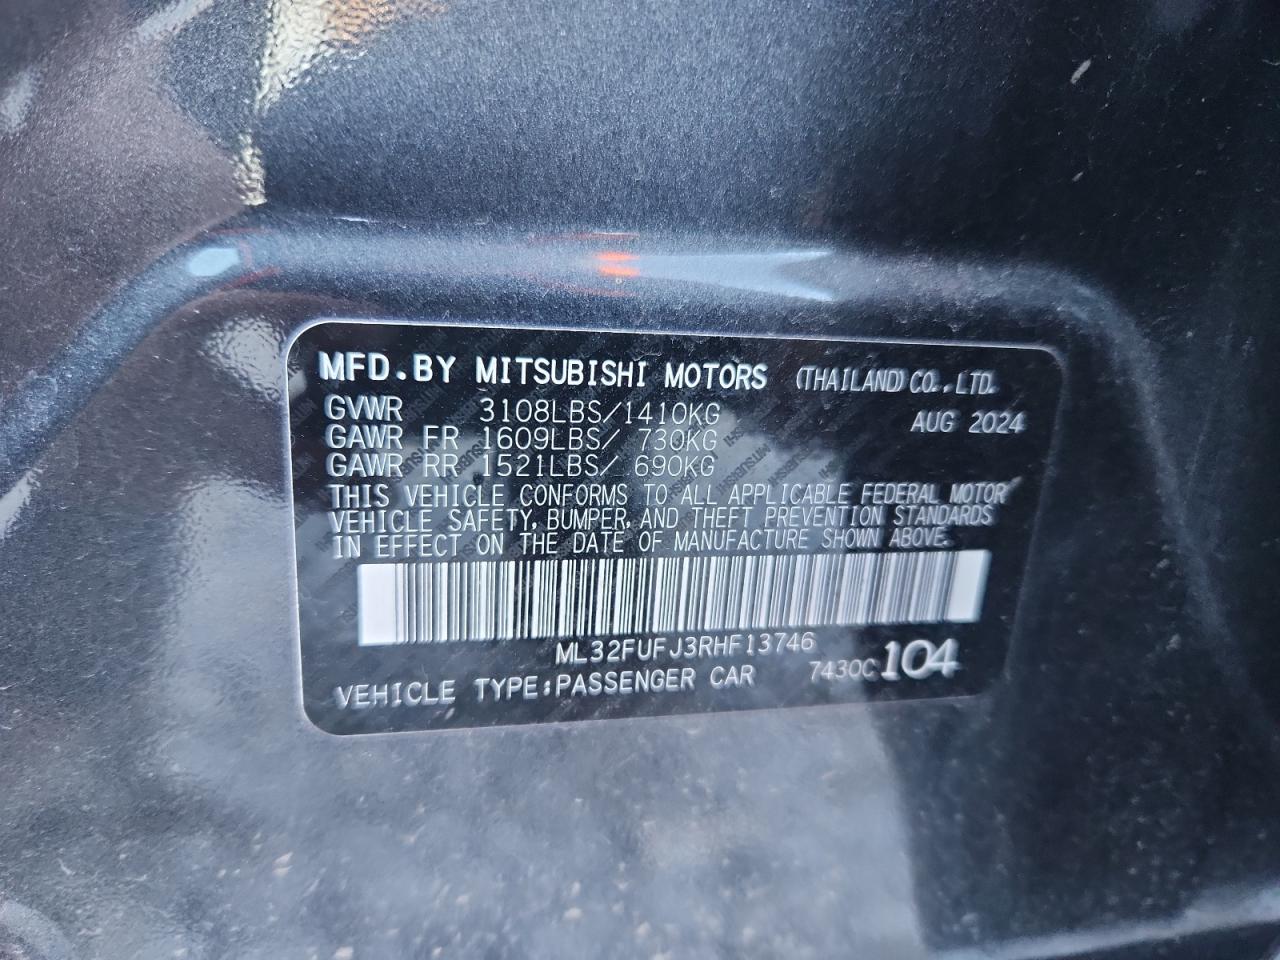 MFD.BY MITSUBISHI MOTORS (THAILAND) CO.,LTD.
GVWR 3108LBS/1410KG AUG 2024
GAWR FR 1609LBS/ 730KG
GAWR RR 1521LBS/ 690KG
THIS VEHICLE CONFORMS TO ALL APPLICABLE FEDERAL MOTOR
VEHICLE SAFETY, BUMPER, AND THEFT PREVENTION STANDARDS
IN EFFECT ON THE DATE OF MANUFACTURE SHOWN ABOVE.
ML32FUFJ3RHF13746
VEHICLE TYPE:PASSENGER CAR 7430C 104